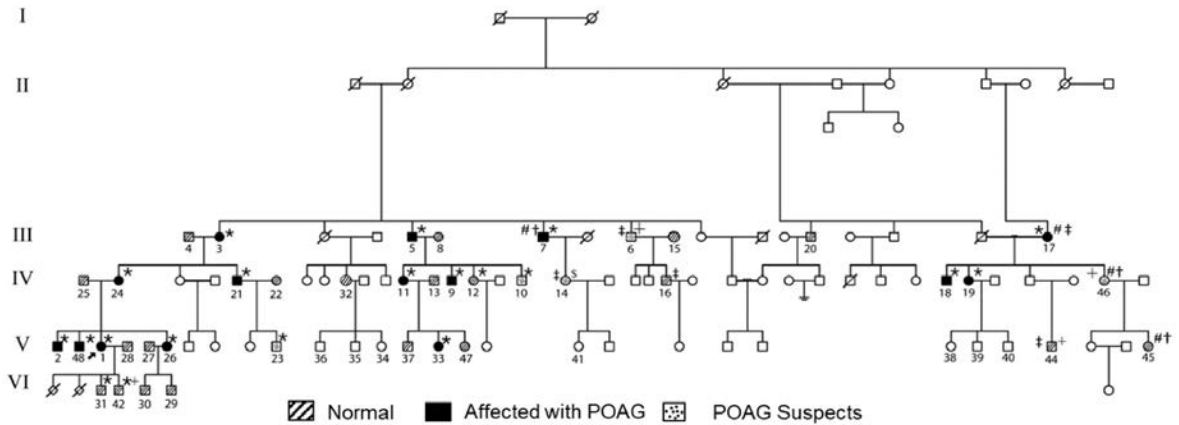 I
II
III
4 3 * 5 * 8 #† 7 * ‡ 6 + 15 20 17 * #‡
IV
25 24 * 21 * 22 32 11 * 13 9 * 12 * 10 * ‡ 14 $ 16 ‡ 18 * 19 * + 46 #†
V
2 * 48 * 1 * 28 27 26 * 23 * 36 35 34 37 33 * 47 41 38 39 40 ‡ 44 + 45 #†
VI
31 * 42 *+ 30 29
Normal Affected with POAG POAG Suspects